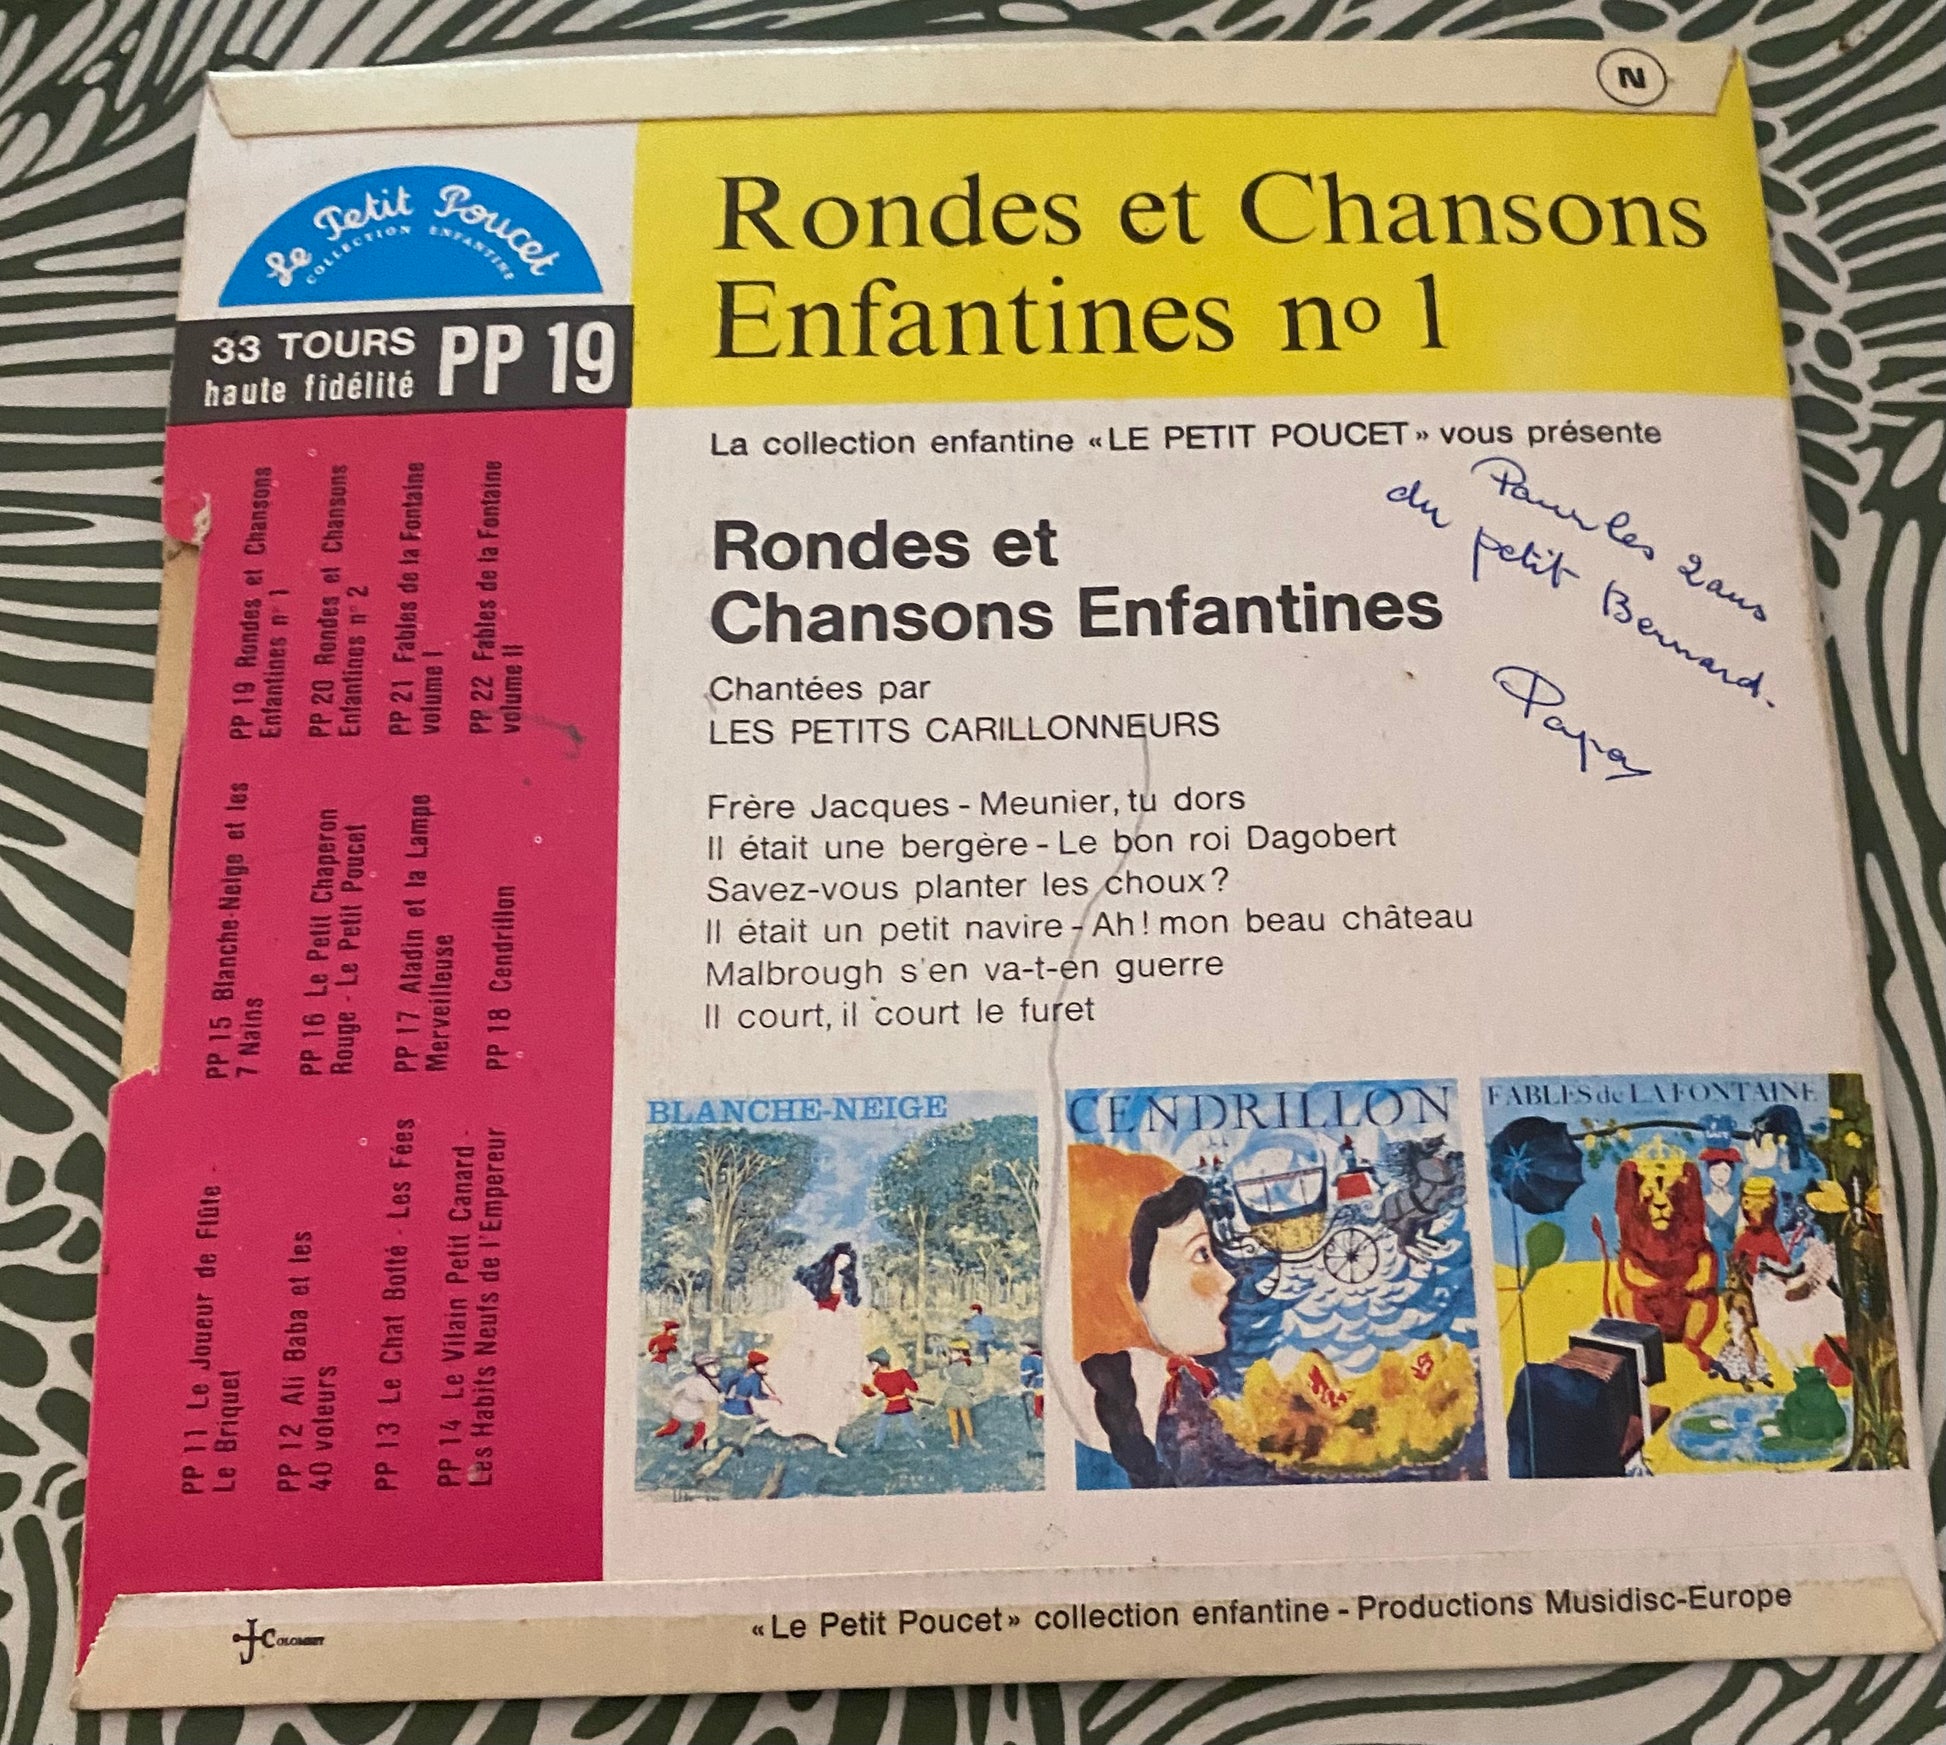 N
Le Petit Poucet
COLLECTION ENFANTINE
33 TOURS
haute fidélité
PP 19
Rondes et Chansons
Enfantines nº 1
La collection enfantine «LE PETIT POUCET» vous présente
Pour les 2 ans
du petit Bernard.
Papa
Rondes et
Chansons Enfantines
Chantées par
LES PETITS CARILLONNEURS
Frère Jacques - Meunier, tu dors
Il était une bergère - Le bon roi Dagobert
Savez-vous planter les choux ?
Il était un petit navire - Ah ! mon beau château
Malbrough s'en va-t-en guerre
Il court, il court le furet
PP 11 Le Joueur de Flûte -
Le Briquet
PP 12 Ali Baba et les
40 voleurs
PP 13 Le Chat Botté - Les Fées
PP 14 Le Vilain Petit Canard -
Les Habits Neufs de l'Empereur
PP 15 Blanche-Neige et les
7 Nains
PP 16 Le Petit Chaperon
Rouge - Le Petit Poucet
PP 17 Aladin et la Lampe
Merveilleuse
PP 18 Cendrillon
PP 19 Rondes et Chansons
Enfantines n° 1
PP 20 Rondes et Chansons
Enfantines n° 2
PP 21 Fables de la Fontaine
volume I
PP 22 Fables de la Fontaine
volume II
BLANCHE-NEIGE
CENDRILLON
FABLES de LA FONTAINE
J COLOMBET
«Le Petit Poucet» collection enfantine - Productions Musidisc-Europe